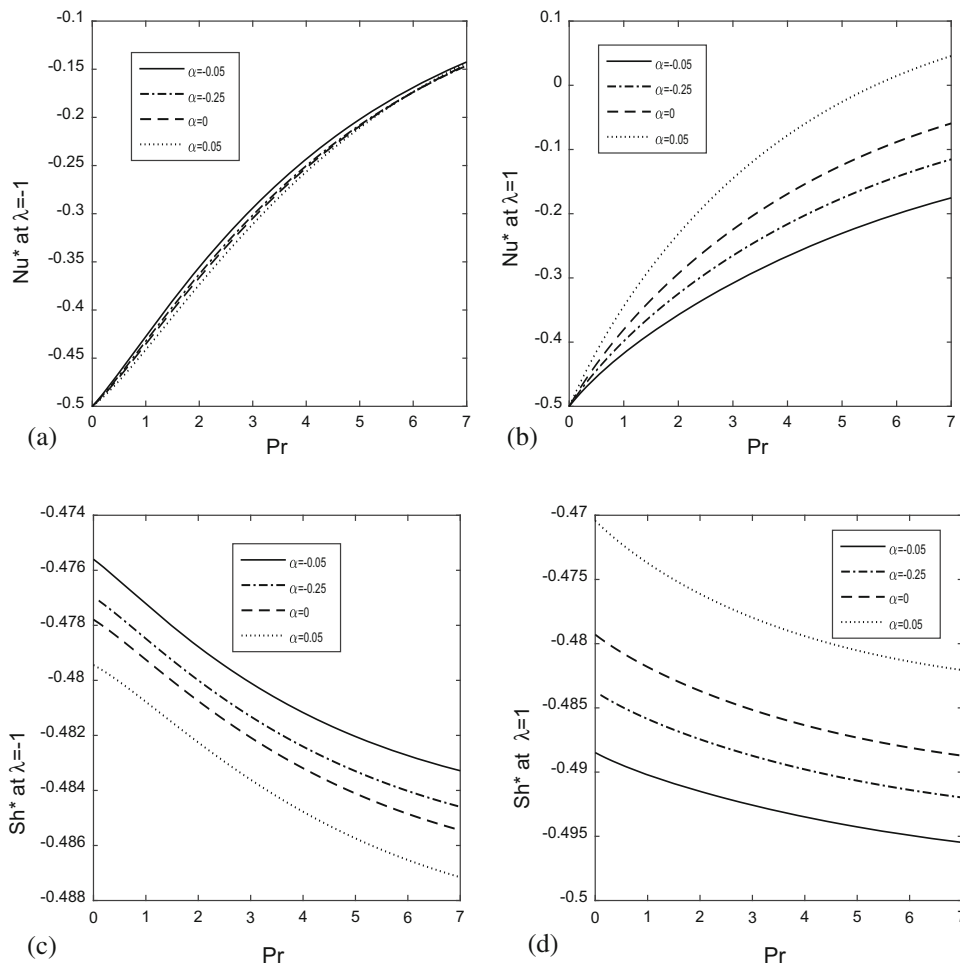 -0.1
-0.15
-0.2
-0.25
-0.3
-0.35
-0.4
-0.45
-0.5
Nu* at λ=-1
α=-0.05
α=-0.25
α=0
α=0.05
0 1 2 3 4 5 6 7
Pr
(a)
0.1
0
-0.1
-0.2
-0.3
-0.4
-0.5
Nu* at λ=1
α=-0.05
α=-0.25
α=0
α=0.05
0 1 2 3 4 5 6 7
Pr
(b)
-0.474
-0.476
-0.478
-0.48
-0.482
-0.484
-0.486
-0.488
Sh* at λ=-1
α=-0.05
α=-0.25
α=0
α=0.05
0 1 2 3 4 5 6 7
Pr
(c)
-0.47
-0.475
-0.48
-0.485
-0.49
-0.495
-0.5
Sh* at λ=1
α=-0.05
α=-0.25
α=0
α=0.05
0 1 2 3 4 5 6 7
Pr
(d)